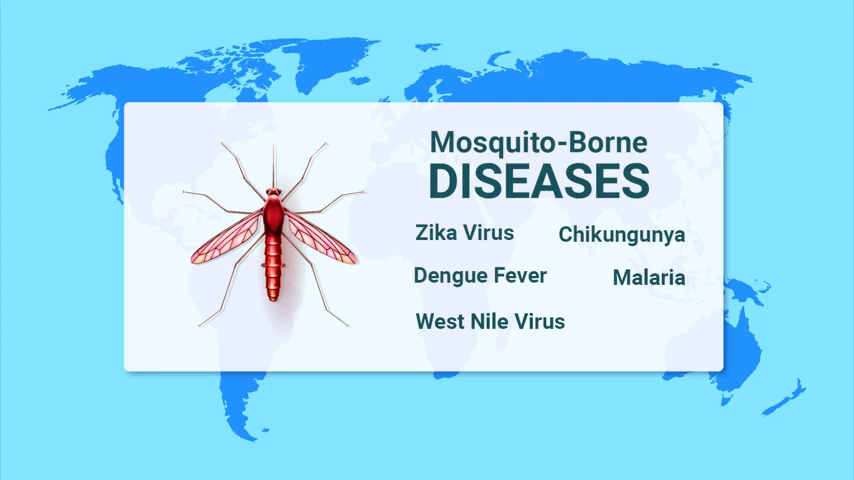 Mosquito-Borne
DISEASES
Zika Virus
Chikungunya
Dengue Fever
Malaria
West Nile Virus